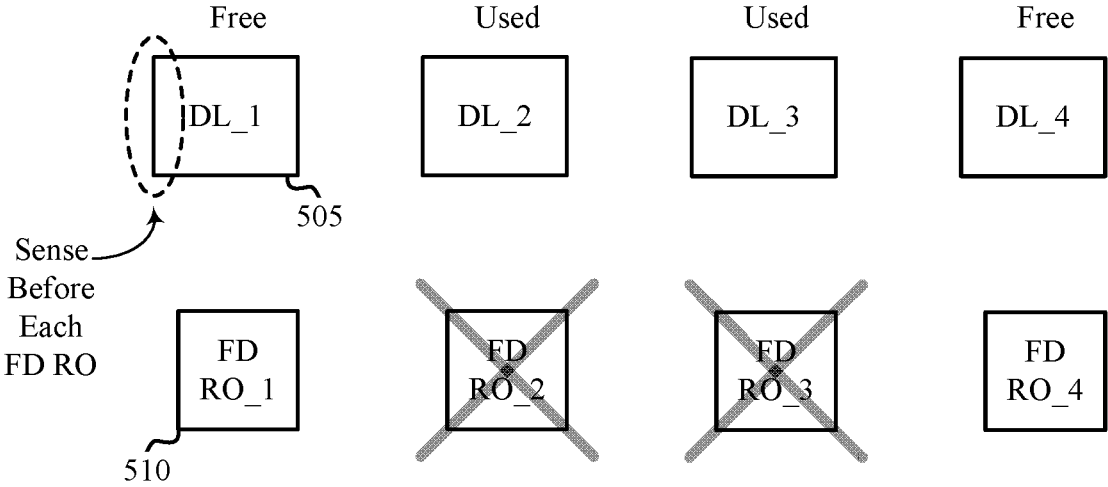 Free
Used
Used
Free
DL_1
DL_2
DL_3
DL_4
505
Sense
Before
Each
FD RO
FD
RO_1
FD
RO_2
FD
RO_3
FD
RO_4
510